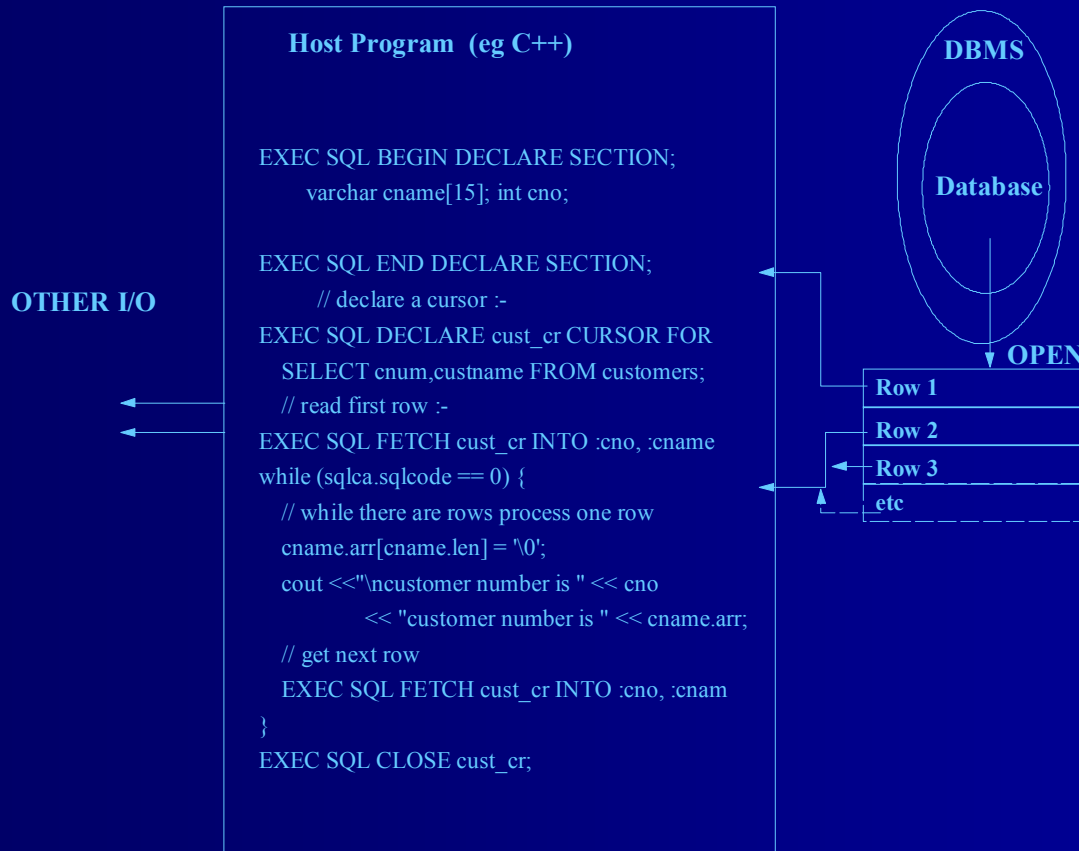 Host Program (eg C++)
EXEC SQL BEGIN DECLARE SECTION;
varchar cname[15]; int cno;
EXEC SQL END DECLARE SECTION;
// declare a cursor :-
EXEC SQL DECLARE cust_cr CURSOR FOR
SELECT cnum,custname FROM customers;
// read first row :-
EXEC SQL FETCH cust_cr INTO :cno, :cname
while (sqlca.sqlcode == 0) {
// while there are rows process one row
cname.arr[cname.len] = '\0';
cout <<"\ncustomer number is " << cno
<< "customer number is " << cname.arr;
// get next row
EXEC SQL FETCH cust_cr INTO :cno, :cnam
}
EXEC SQL CLOSE cust_cr;
OTHER I/O
DBMS
Database
OPEN
Row 1
Row 2
Row 3
etc